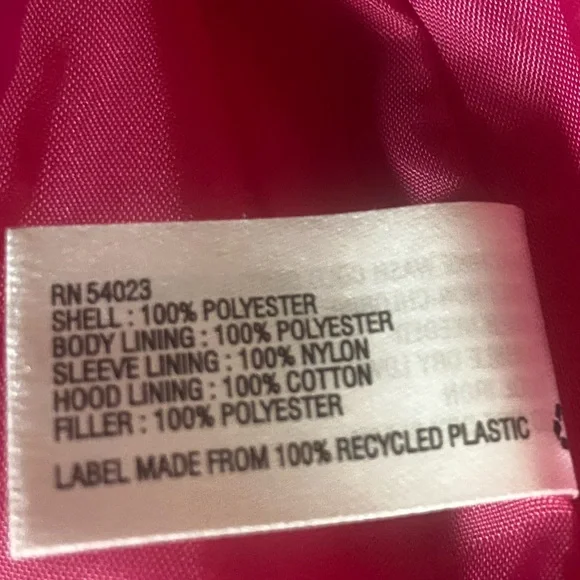 RN 54023
SHELL : 100% POLYESTER
BODY LINING : 100% POLYESTER
SLEEVE LINING : 100% NYLON
HOOD LINING : 100% COTTON
FILLER : 100% POLYESTER
LABEL MADE FROM 100% RECYCLED PLASTIC